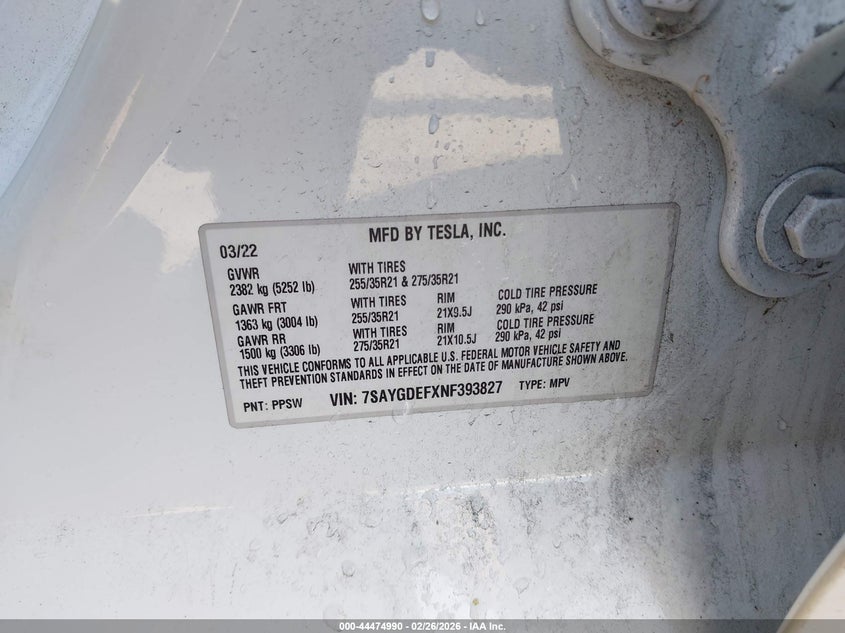 MFD BY TESLA, INC.
03/22
GVWR WITH TIRES
2382 kg (5252 lb) 255/35R21 & 275/35R21
GAWR FRT WITH TIRES RIM COLD TIRE PRESSURE
1363 kg (3004 lb) 255/35R21 21X9.5J 290 kPa, 42 psi
GAWR RR WITH TIRES RIM COLD TIRE PRESSURE
1500 kg (3306 lb) 275/35R21 21X10.5J 290 kPa, 42 psi
THIS VEHICLE CONFORMS TO ALL APPLICABLE U.S. FEDERAL MOTOR VEHICLE SAFETY AND
THEFT PREVENTION STANDARDS IN EFFECT ON THE DATE OF MANUFACTURE SHOWN ABOVE.
PNT: PPSW VIN: 7SAYGDEFXNF393827 TYPE: MPV
000-44474990 - 02/26/2026 - IAA Inc.